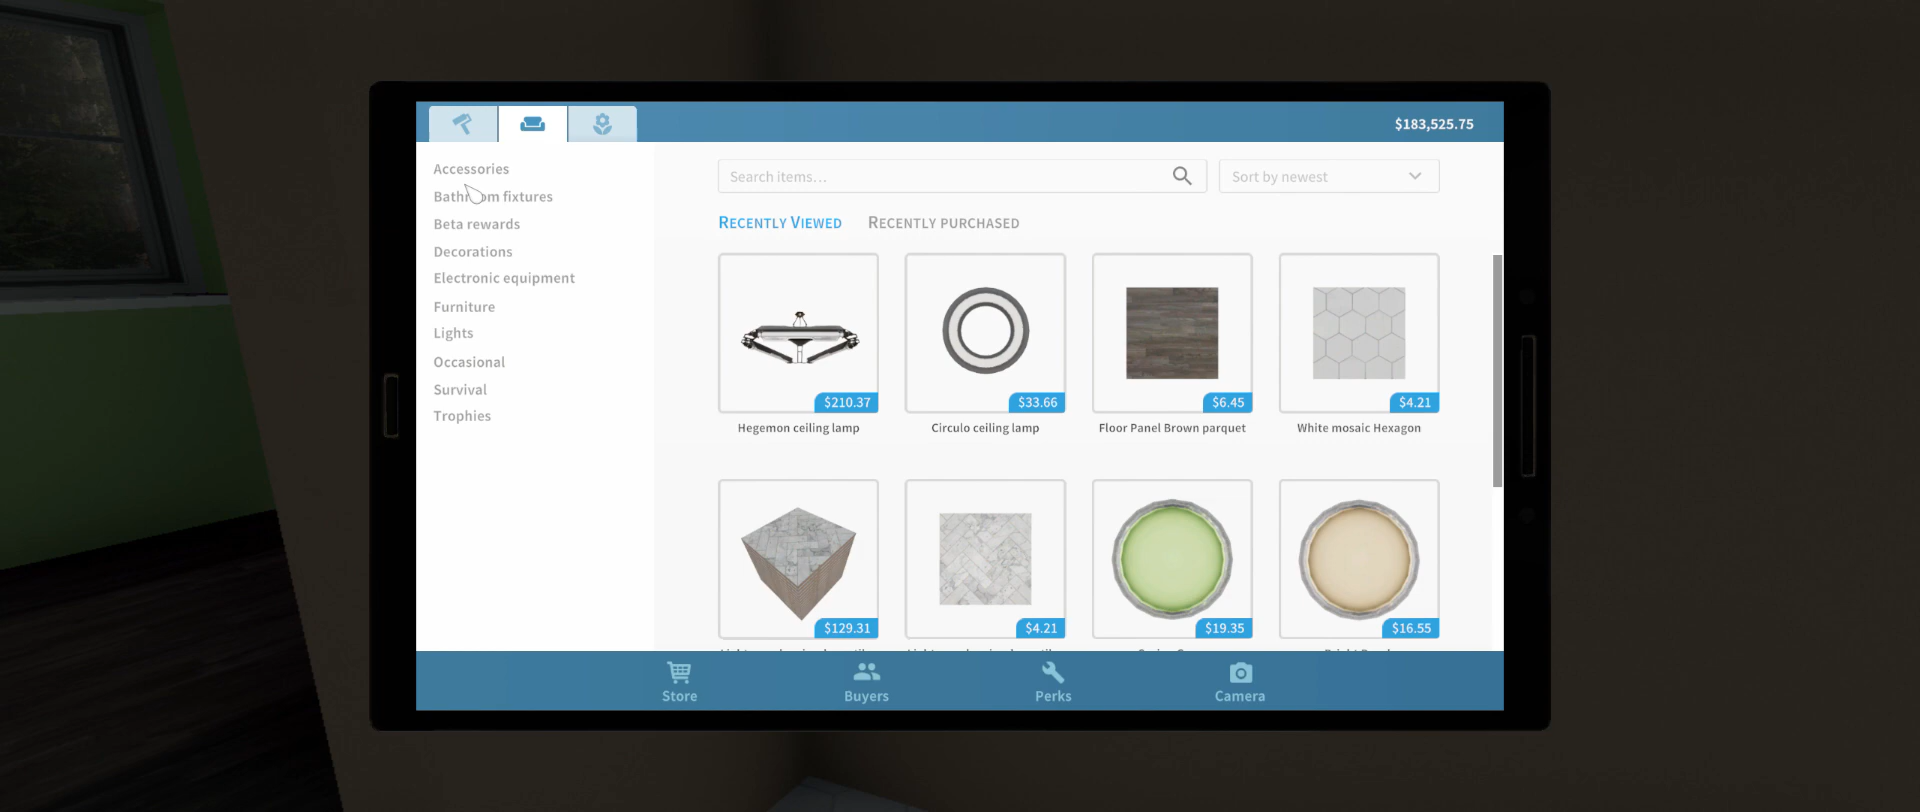 $183,525.75
Accessories
Bathroom fixtures
Beta rewards
Decorations
Electronic equipment
Furniture
Lights
Occasional
Survival
Trophies
Search items...
Sort by newest
RECENTLY VIEWED RECENTLY PURCHASED
$210.37 $33.66 $6.45 $4.21
Hegemon ceiling lamp Circulo ceiling lamp Floor Panel Brown parquet White mosaic Hexagon
$129.31 $4.21 $19.35 $16.55
Store Buyers Perks Camera